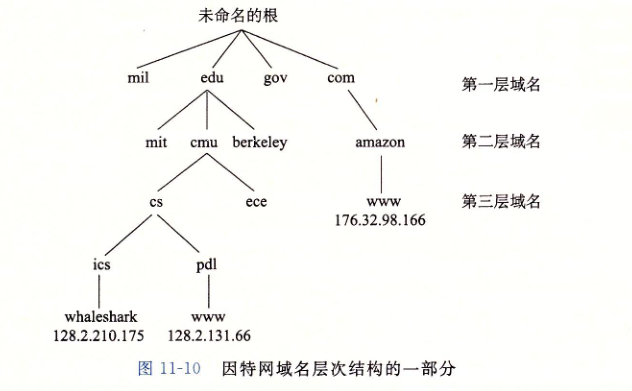 未命名的根
mil edu gov com 第一层域名
mit cmu berkeley amazon 第二层域名
cs ece www 第三层域名
176.32.98.166
ics pdl
whaleshark www
128.2.210.175 128.2.131.66
图 11-10 因特网域名层次结构的一部分